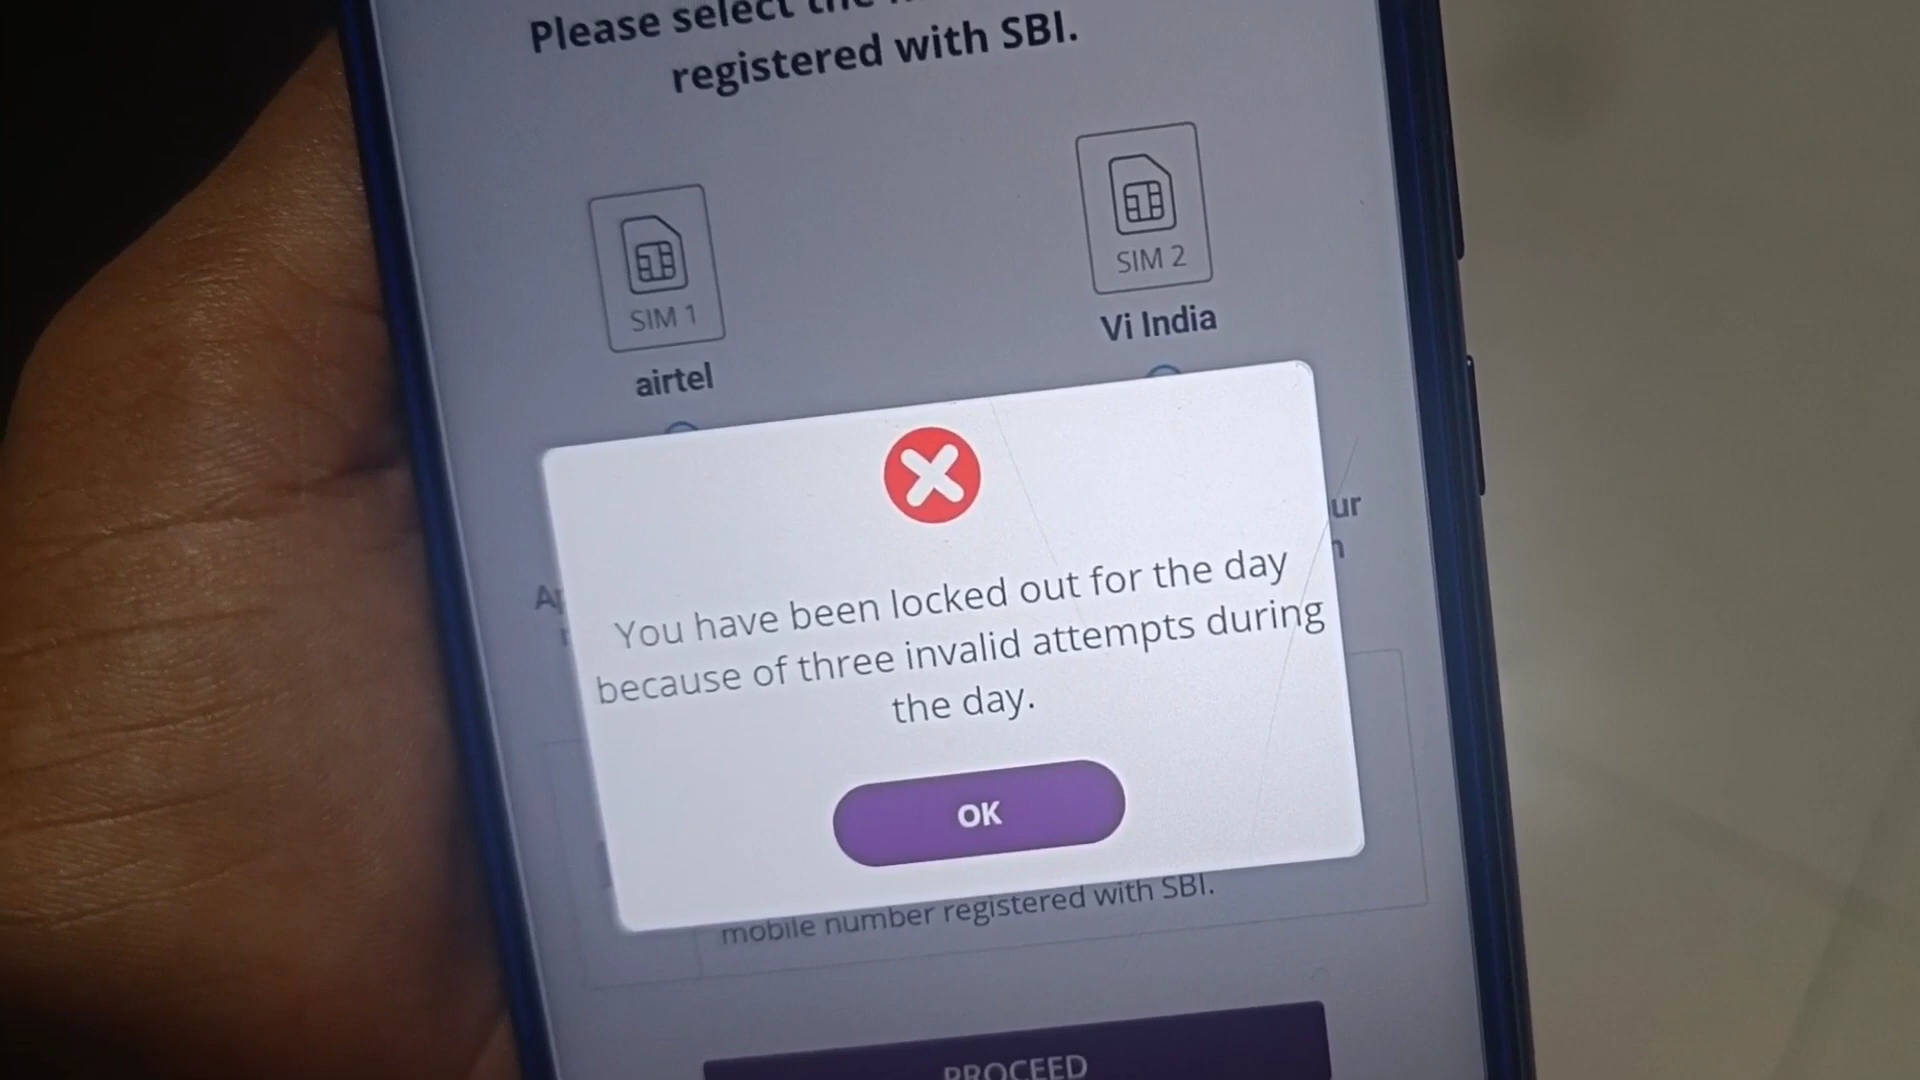 Please select the
registered with SBI.
SIM 1
airtel
SIM 2
Vi India
You have been locked out for the day
because of three invalid attempts during
the day.
OK
mobile number registered with SBI.
PROCEED